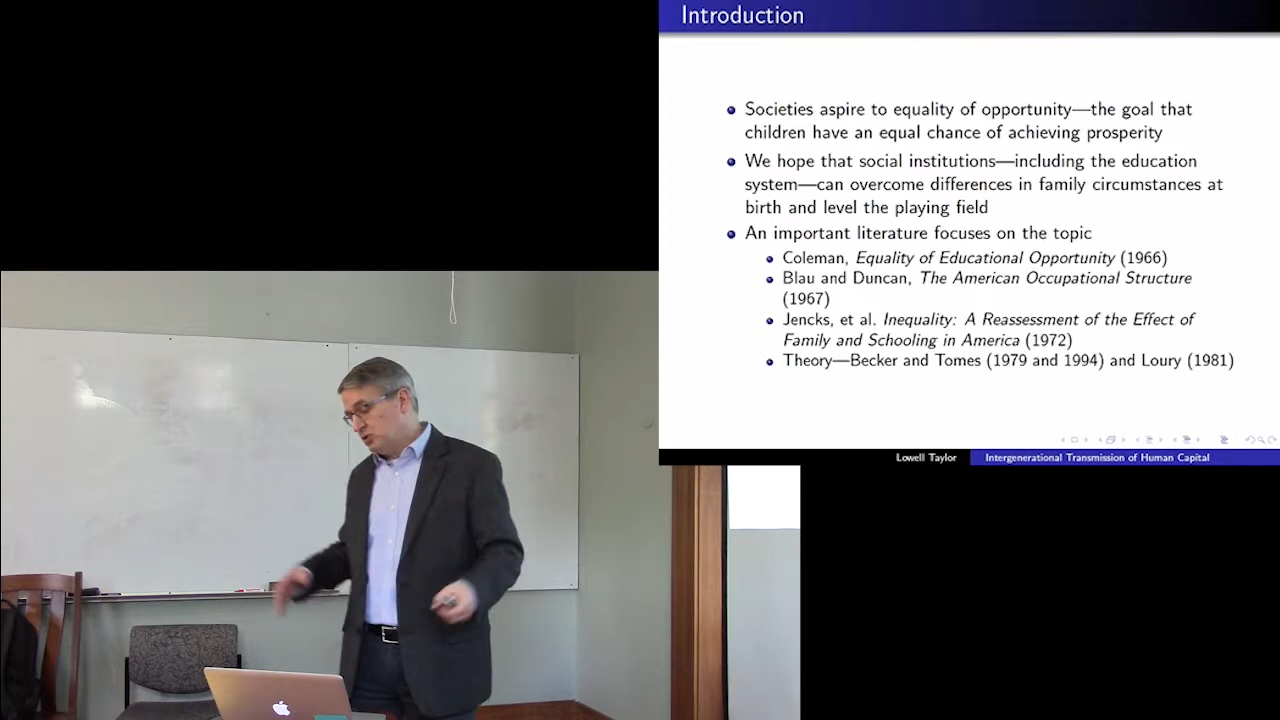 Introduction
Societies aspire to equality of opportunity—the goal that
children have an equal chance of achieving prosperity
We hope that social institutions—including the education
system—can overcome differences in family circumstances at
birth and level the playing field
An important literature focuses on the topic
Coleman, Equality of Educational Opportunity (1966)
Blau and Duncan, The American Occupational Structure
(1967)
Jencks, et al. Inequality: A Reassessment of the Effect of
Family and Schooling in America (1972)
Theory—Becker and Tomes (1979 and 1994) and Loury (1981)
Lowell Taylor
Intergenerational Transmission of Human Capital